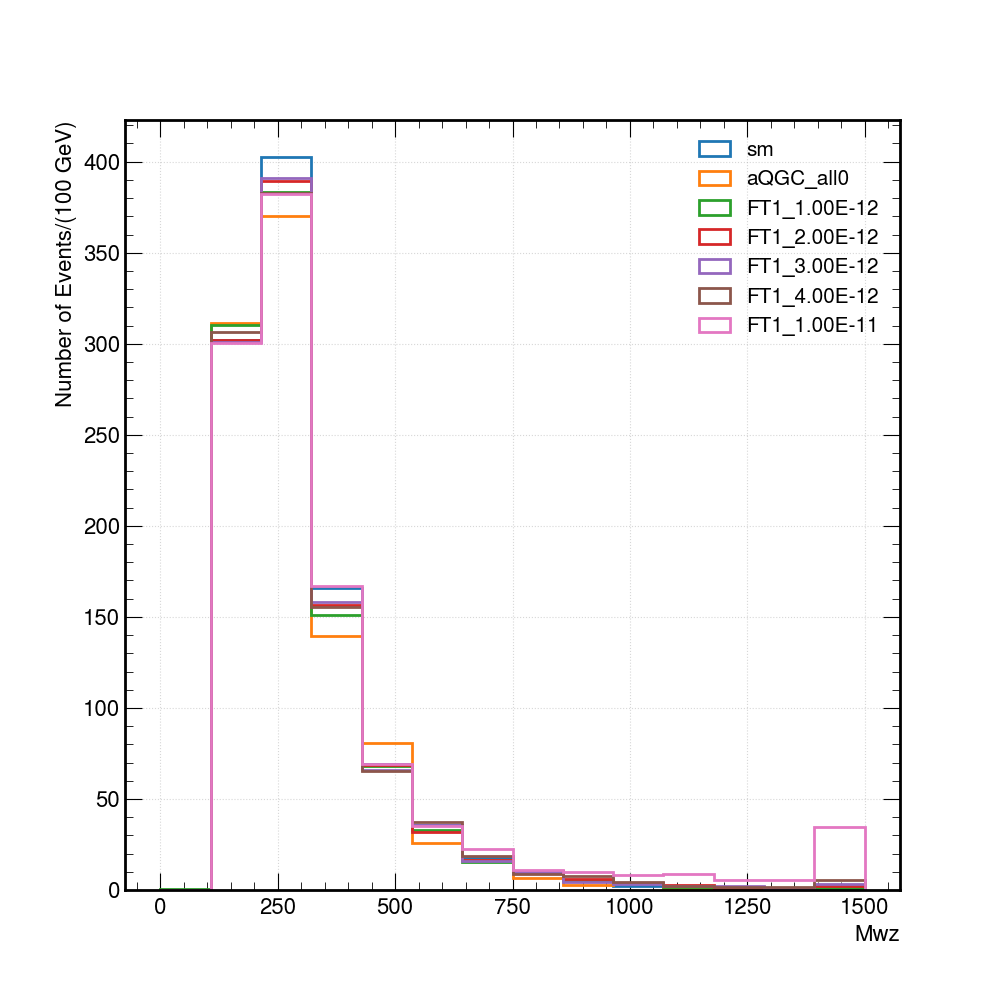 Number of Events/(100 GeV)
400
350
300
250
200
150
100
50
0
sm
aQGC_all0
FT1_1.00E-12
FT1_2.00E-12
FT1_3.00E-12
FT1_4.00E-12
FT1_1.00E-11
0 250 500 750 1000 1250 1500
Mwz